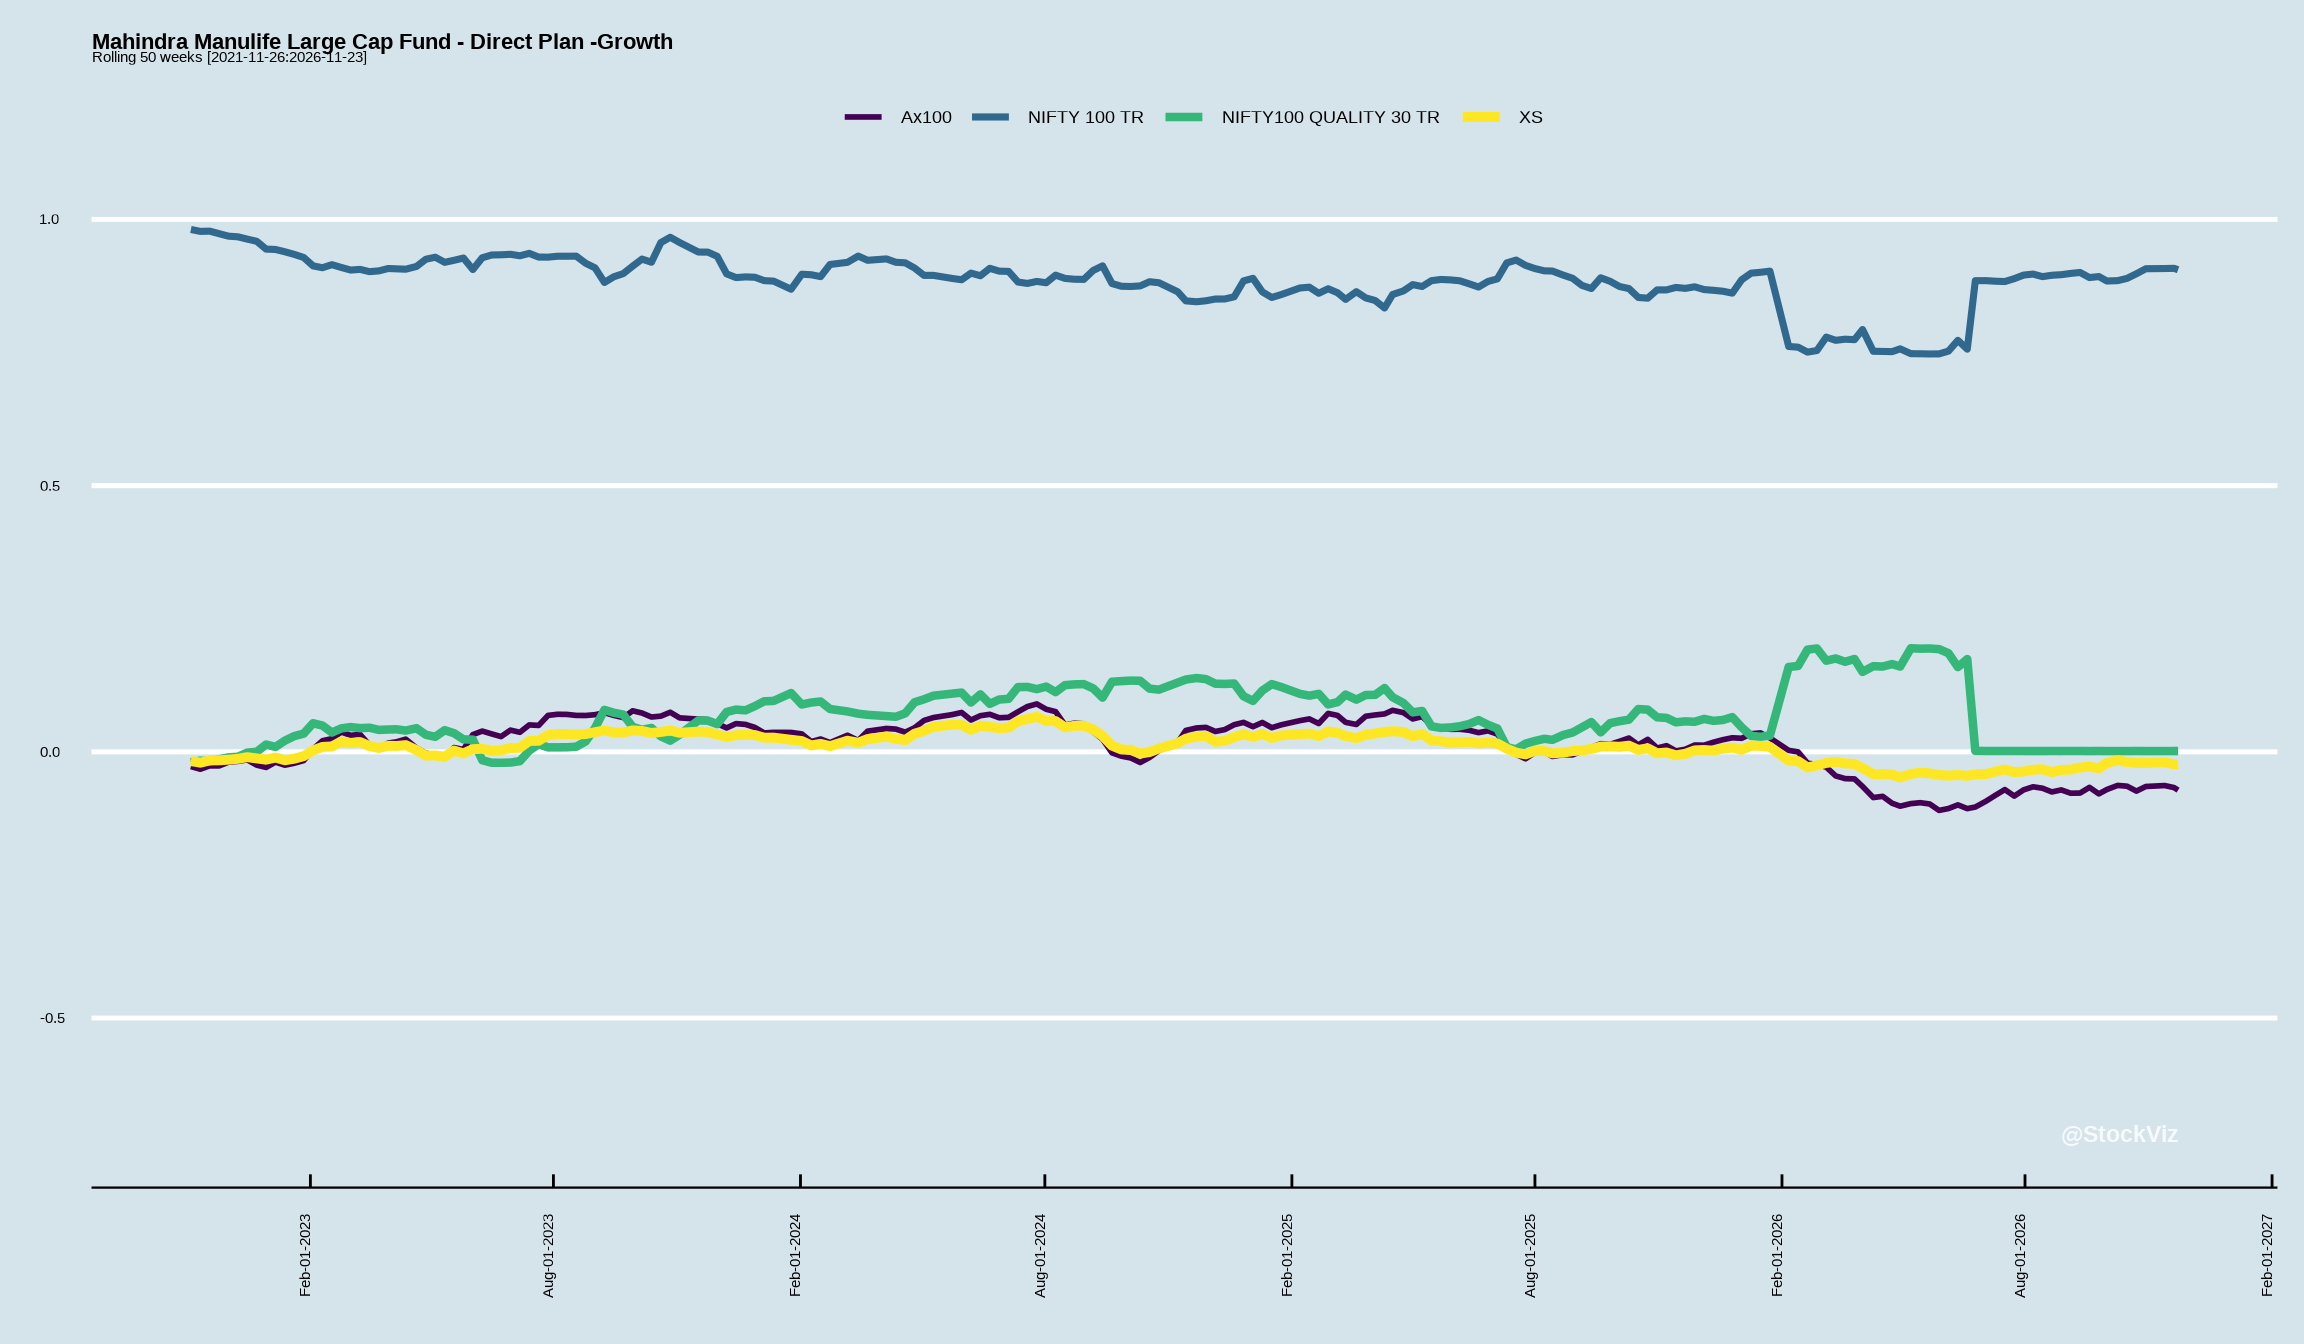 Mahindra Manulife Large Cap Fund - Direct Plan -Growth
Rolling 50 weeks [2021-11-26:2026-11-23]
Ax100 NIFTY 100 TR NIFTY100 QUALITY 30 TR XS
1.0
0.5
0.0
-0.5
@StockViz
Feb-01-2023
Aug-01-2023
Feb-01-2024
Aug-01-2024
Feb-01-2025
Aug-01-2025
Feb-01-2026
Aug-01-2026
Feb-01-2027